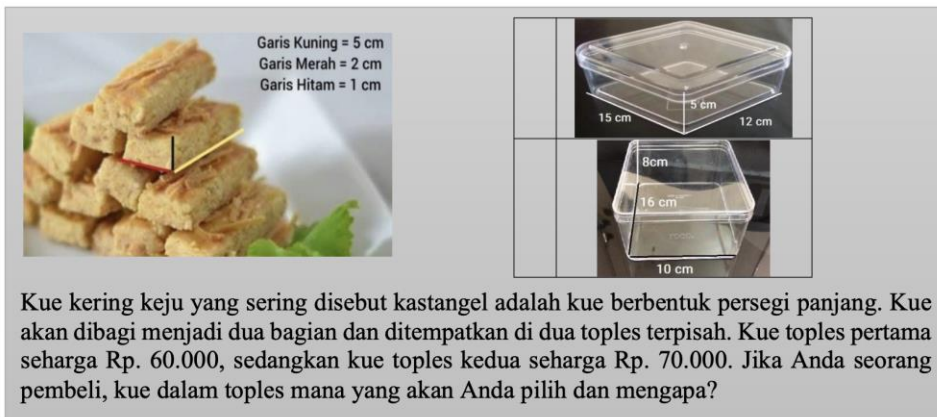 Garis Kuning = 5 cm
Garis Merah = 2 cm
Garis Hitam = 1 cm
5 cm
15 cm
12 cm
8cm
16 cm
10 cm
Kue kering keju yang sering disebut kastangel adalah kue berbentuk persegi panjang. Kue
akan dibagi menjadi dua bagian dan ditempatkan di dua toples terpisah. Kue toples pertama
seharga Rp. 60.000, sedangkan kue toples kedua seharga Rp. 70.000. Jika Anda seorang
pembeli, kue dalam toples mana yang akan Anda pilih dan mengapa?